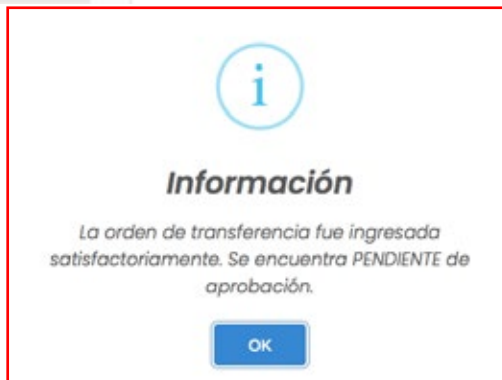 i
Información
La orden de transferencia fue ingresada
satisfactoriamente. Se encuentra PENDIENTE de
aprobación.
OK